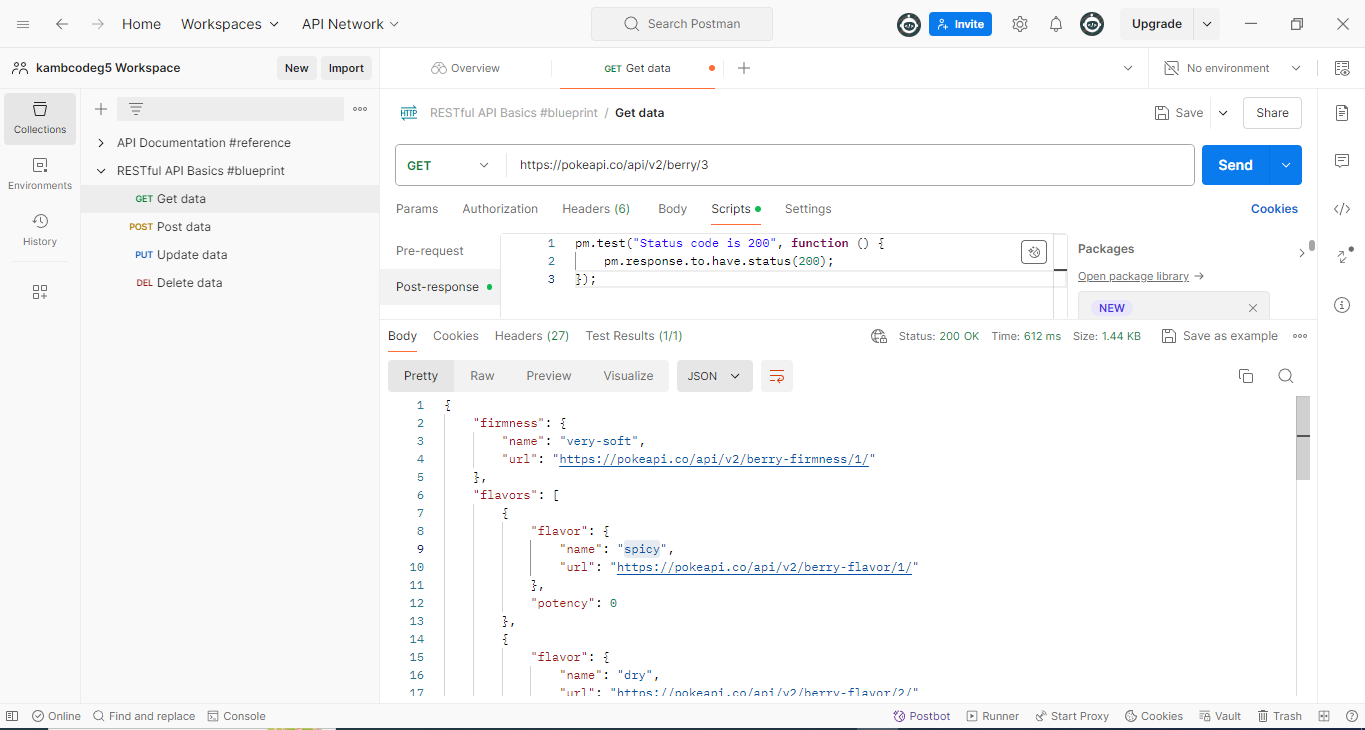 Home Workspaces API Network Search Postman Invite Upgrade
kambcodeg5 Workspace New Import Overview GET Get data No environment
Collections
Environments
History
API Documentation #reference
RESTful API Basics #blueprint
GET Get data
POST Post data
PUT Update data
DEL Delete data
HTTP RESTful API Basics #blueprint / Get data Save Share
GET https://pokeapi.co/api/v2/berry/3 Send
Params Authorization Headers (6) Body Scripts Settings Cookies
Pre-request
Post-response
1 pm.test("Status code is 200", function () {
2 pm.response.to.have.status(200);
3 });
Packages
Open package library →
NEW
Body Cookies Headers (27) Test Results (1/1) Status: 200 OK Time: 612 ms Size: 1.44 KB Save as example
Pretty Raw Preview Visualize JSON
1 {
2 "firmness": {
3 "name": "very-soft",
4 "url": "https://pokeapi.co/api/v2/berry-firmness/1/"
5 },
6 "flavors": [
7 {
8 "flavor": {
9 "name": "spicy",
10 "url": "https://pokeapi.co/api/v2/berry-flavor/1/"
11 },
12 "potency": 0
13 },
14 {
15 "flavor": {
16 "name": "dry",
17 "url": "https://pokeapi.co/api/v2/berry-flavor/2/"
Online Find and replace Console Postbot Runner Start Proxy Cookies Vault Trash